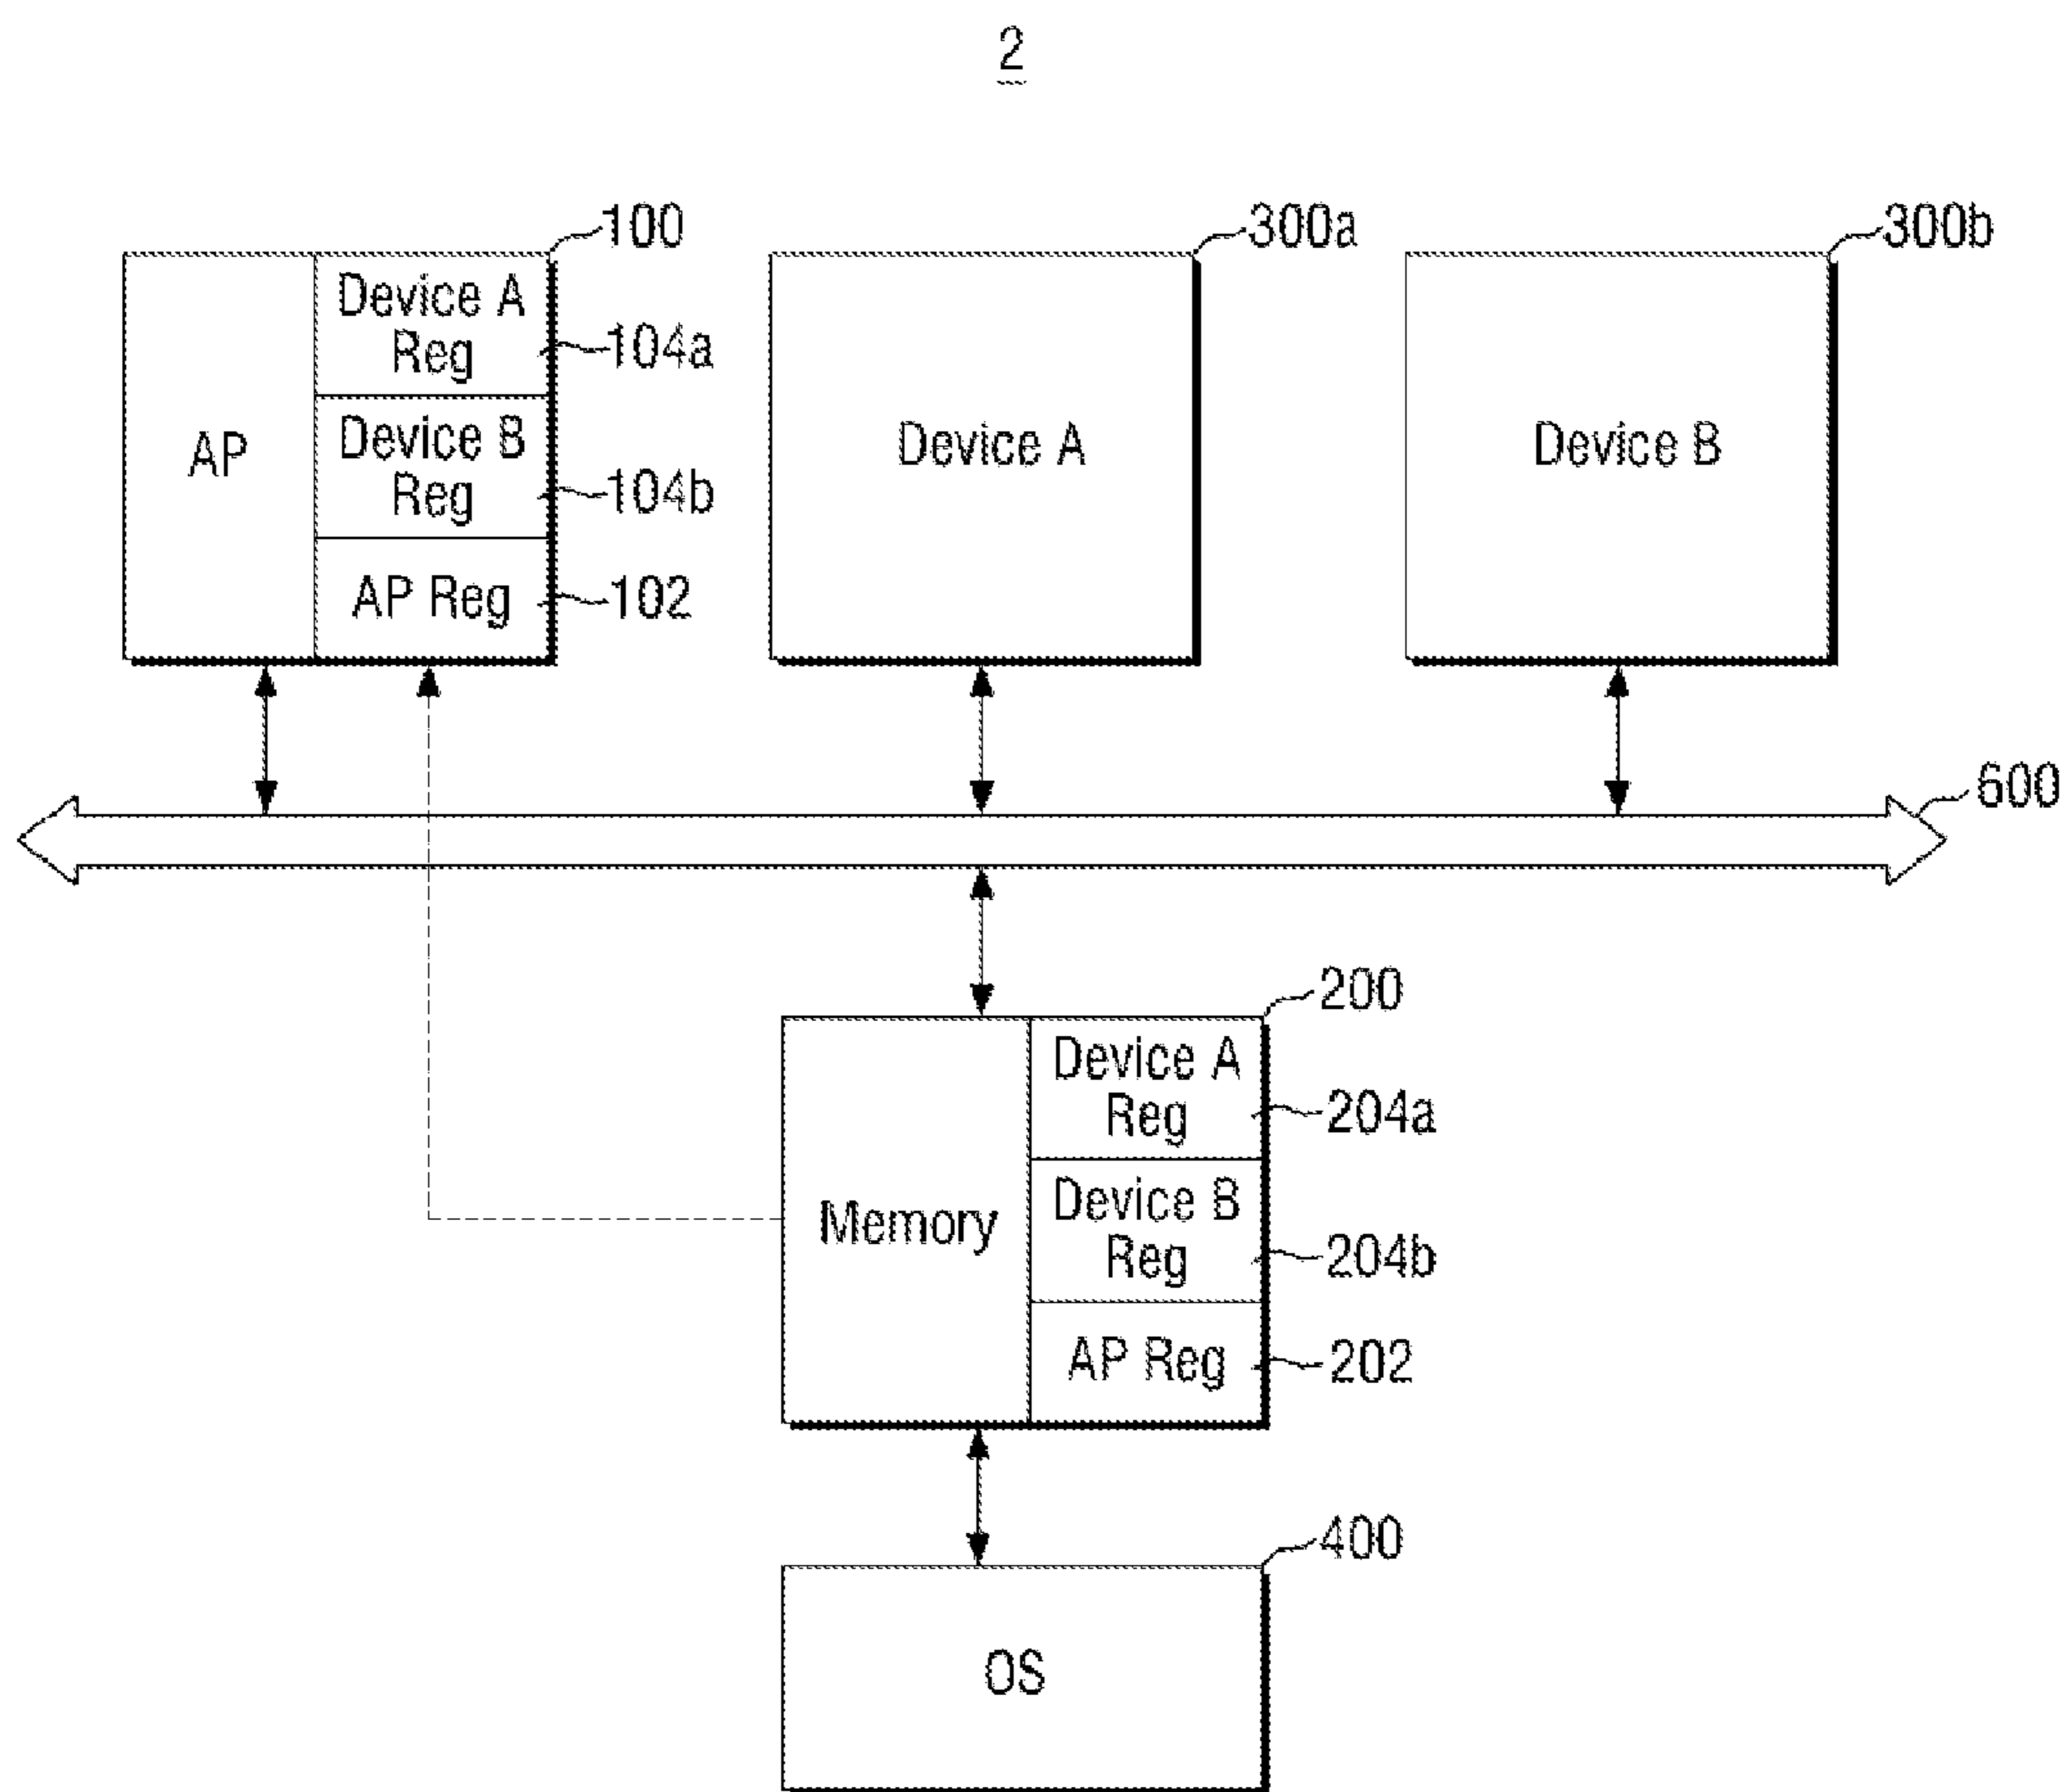 2
100
300a
300b
AP
Device A
Reg
104a
Device B
Reg
104b
AP Reg
102
Device A
Device B
600
200
Memory
Device A
Reg
204a
Device B
Reg
204b
AP Reg
202
400
OS